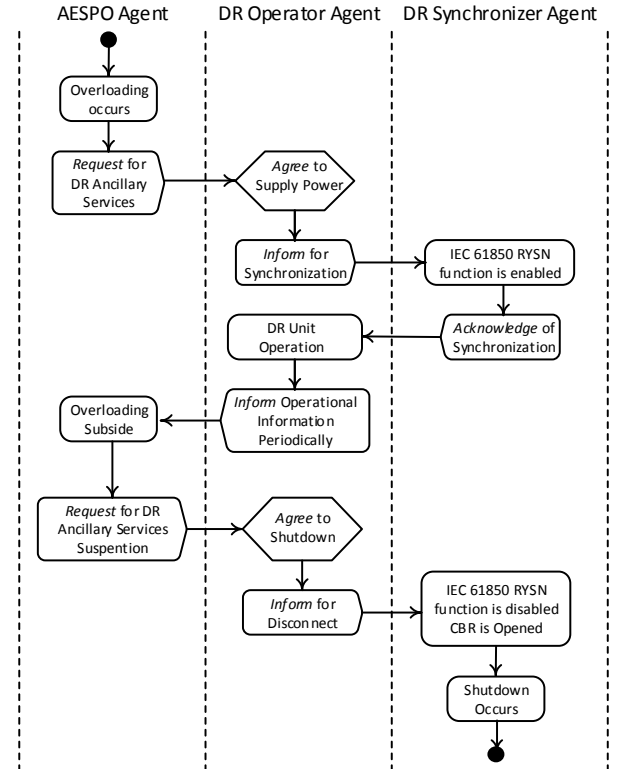 AESPO Agent
DR Operator Agent
DR Synchronizer Agent
Overloading
occurs
Request for
DR Ancillary
Services
Agree to
Supply Power
Inform for
Synchronization
IEC 61850 RYSN
function is enabled
DR Unit
Operation
Acknowledge of
Synchronization
Overloading
Subside
Inform Operational
Information
Periodically
Request for DR
Ancillary Services
Suspention
Agree to
Shutdown
Inform for
Disconnect
IEC 61850 RYSN
function is disabled
CBR is Opened
Shutdown
Occurs